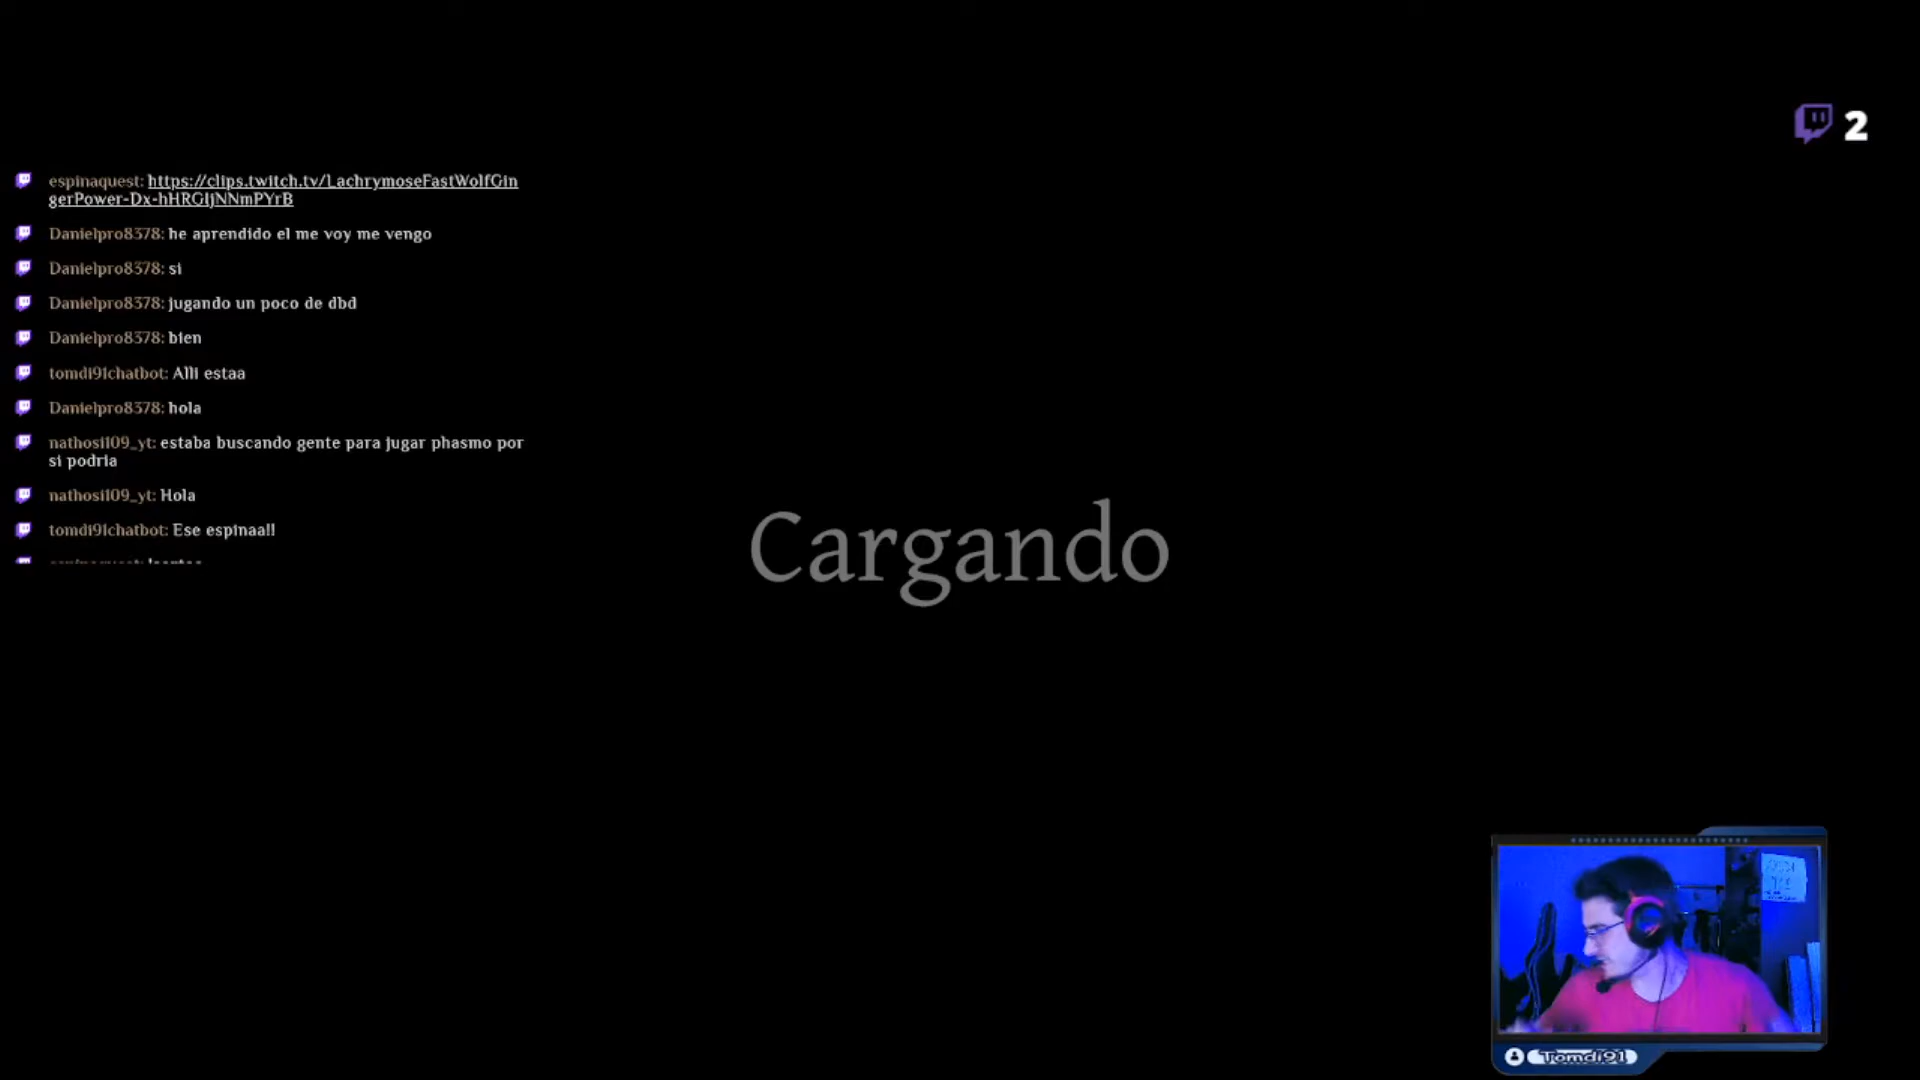 2
espinaquest: https://clips.twitch.tv/LachrymoseFastWolfGin
gerPower-Dx-hHRGIjNNmPYrB
Danielpro8378: he aprendido el me voy me vengo
Danielpro8378: si
Danielpro8378: jugando un poco de dbd
Danielpro8378: bien
tomdi91chatbot: Alli estaa
Danielpro8378: hola
nathosi109_yt: estaba buscando gente para jugar phasmo por
si podria
nathosi109_yt: Hola
tomdi91chatbot: Ese espinaa!!
Cargando
Tomdi91